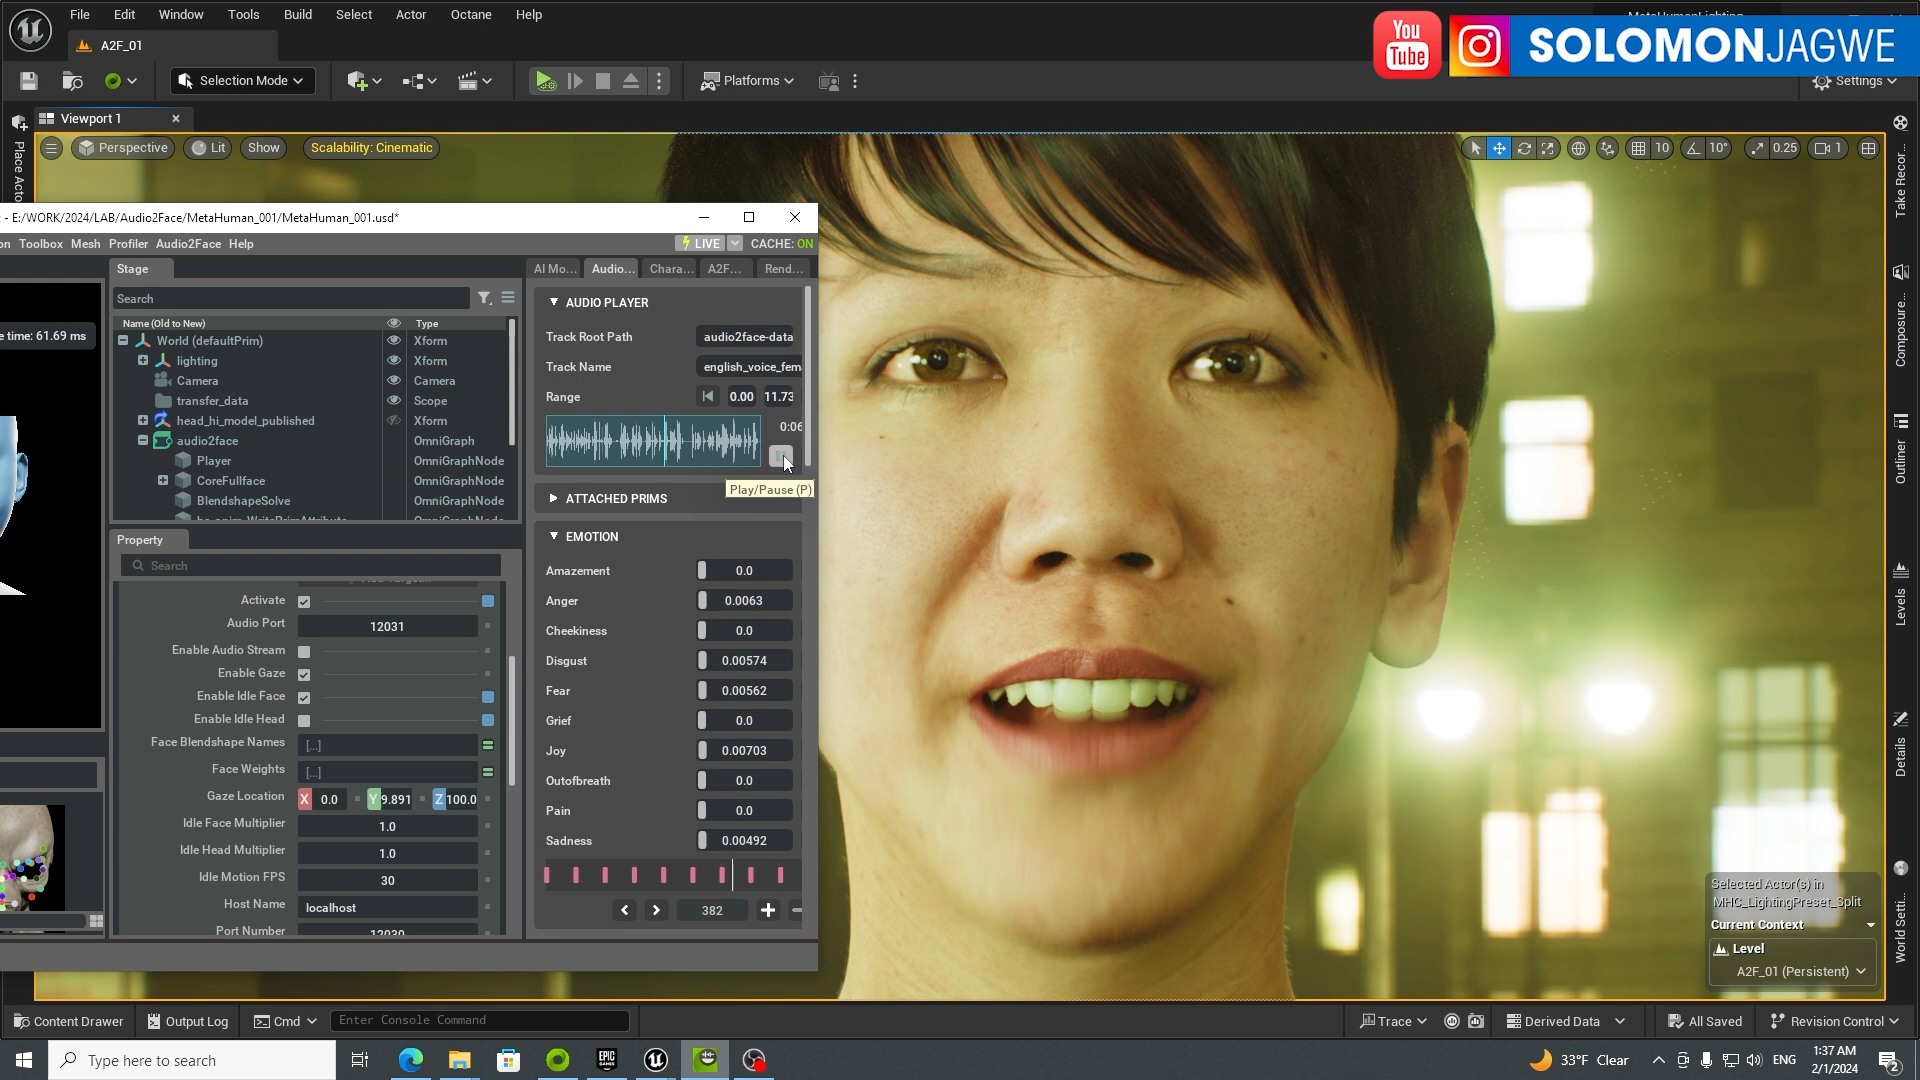 File Edit Window Tools Build Select Actor Octane Help
A2F_01
You Tube
SOLOMONJAGWE
Selection Mode
Platforms
Settings
Viewport 1
Perspective
Lit
Show
Scalability: Cinematic
10
10°
0.25
1
Place Acto
- E:/WORK/2024/LAB/Audio2Face/MetaHuman_001/MetaHuman_001.usd*
on Toolbox Mesh Profiler Audio2Face Help
LIVE
CACHE: ON
Stage
Search
Name (Old to New) Type
World (defaultPrim) Xform
lighting Xform
Camera Camera
transfer_data Scope
head_hi_model_published Xform
audio2face OmniGraph
Player OmniGraphNode
CoreFullface OmniGraphNode
BlendshapeSolve OmniGraphNode
e time: 61.69 ms
Property
Search
Activate
Audio Port 12031
Enable Audio Stream
Enable Gaze
Enable Idle Face
Enable Idle Head
Face Blendshape Names [...]
Face Weights [...]
Gaze Location X 0.0 Y 9.891 Z 100.0
Idle Face Multiplier 1.0
Idle Head Multiplier 1.0
Idle Motion FPS 30
Host Name localhost
Port Number 12030
AI Mo... Audio... Chara... A2F... Rend...
AUDIO PLAYER
Track Root Path audio2face-data
Track Name english_voice_fem
Range 0.00 11.73
0:06
Play/Pause (P)
ATTACHED PRIMS
EMOTION
Amazement 0.0
Anger 0.0063
Cheekiness 0.0
Disgust 0.00574
Fear 0.00562
Grief 0.0
Joy 0.00703
Outofbreath 0.0
Pain 0.0
Sadness 0.00492
382
Take Recor...
Composure...
Outliner
Levels
Details
World Setti...
Selected Actor(s) in
MHC_LightingPreset_Split
Current Context
Level
A2F_01 (Persistent)
Content Drawer
Output Log
Cmd
Enter Console Command
Trace
Derived Data
All Saved
Revision Control
Type here to search
EPIC GAMES
33°F Clear
ENG
1:37 AM
2/1/2024
2